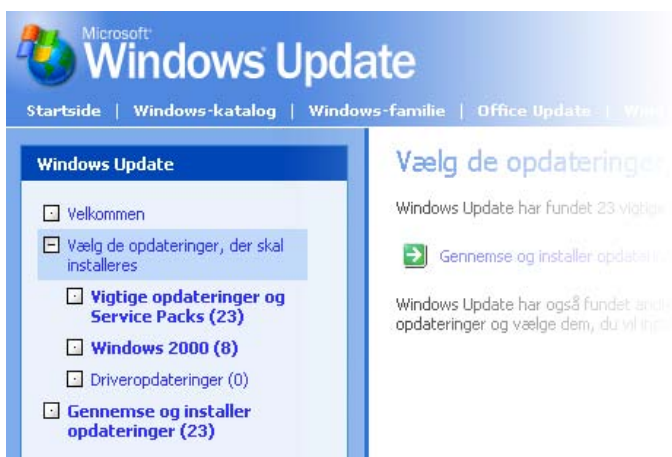 Microsoft
Windows Update
Startside | Windows-katalog | Windows-familie | Office Update |
Windows Update
Velkommen
Vælg de opdateringer, der skal
installeres
Vigtige opdateringer og
Service Packs (23)
Windows 2000 (8)
Driveropdateringer (0)
Gennemse og installer
opdateringer (23)
Vælg de opdateringer,
Windows Update har fundet 23 vigtige
Gennemse og installer
Windows Update har også fundet
opdateringer og vælge dem, du vil